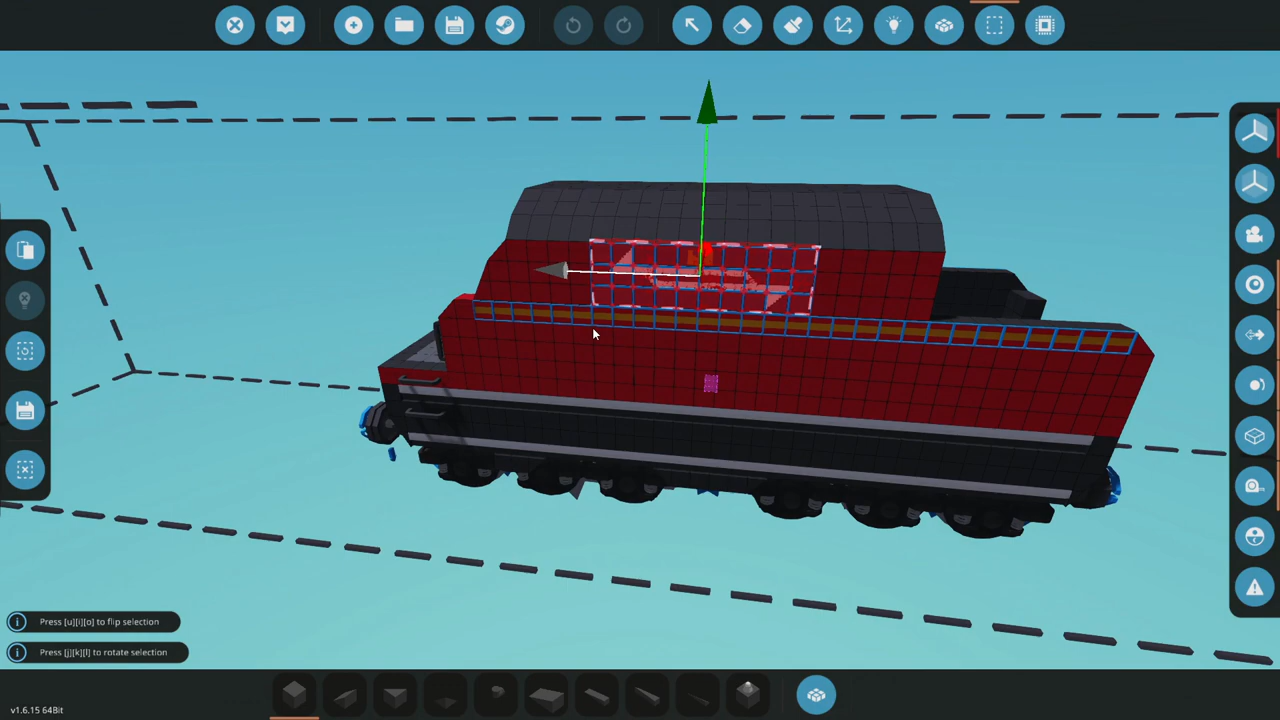 Press [u][i][o] to flip selection
Press [j][k][l] to rotate selection
v1.6.15 64Bit